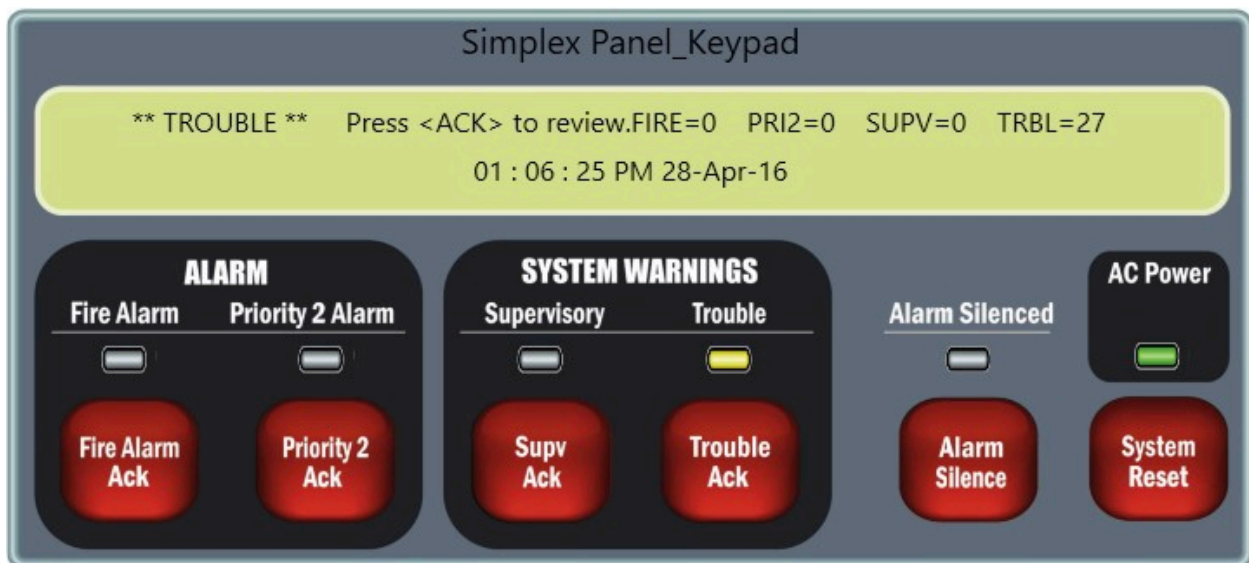 Simplex Panel_Keypad
** TROUBLE ** Press <ACK> to review.FIRE=0 PRI2=0 SUPV=0 TRBL=27
01 : 06 : 25 PM 28-Apr-16
ALARM
Fire Alarm
Priority 2 Alarm
Fire Alarm
Ack
Priority 2
Ack
SYSTEM WARNINGS
Supervisory
Trouble
Supv
Ack
Trouble
Ack
Alarm Silenced
Alarm
Silence
AC Power
System
Reset